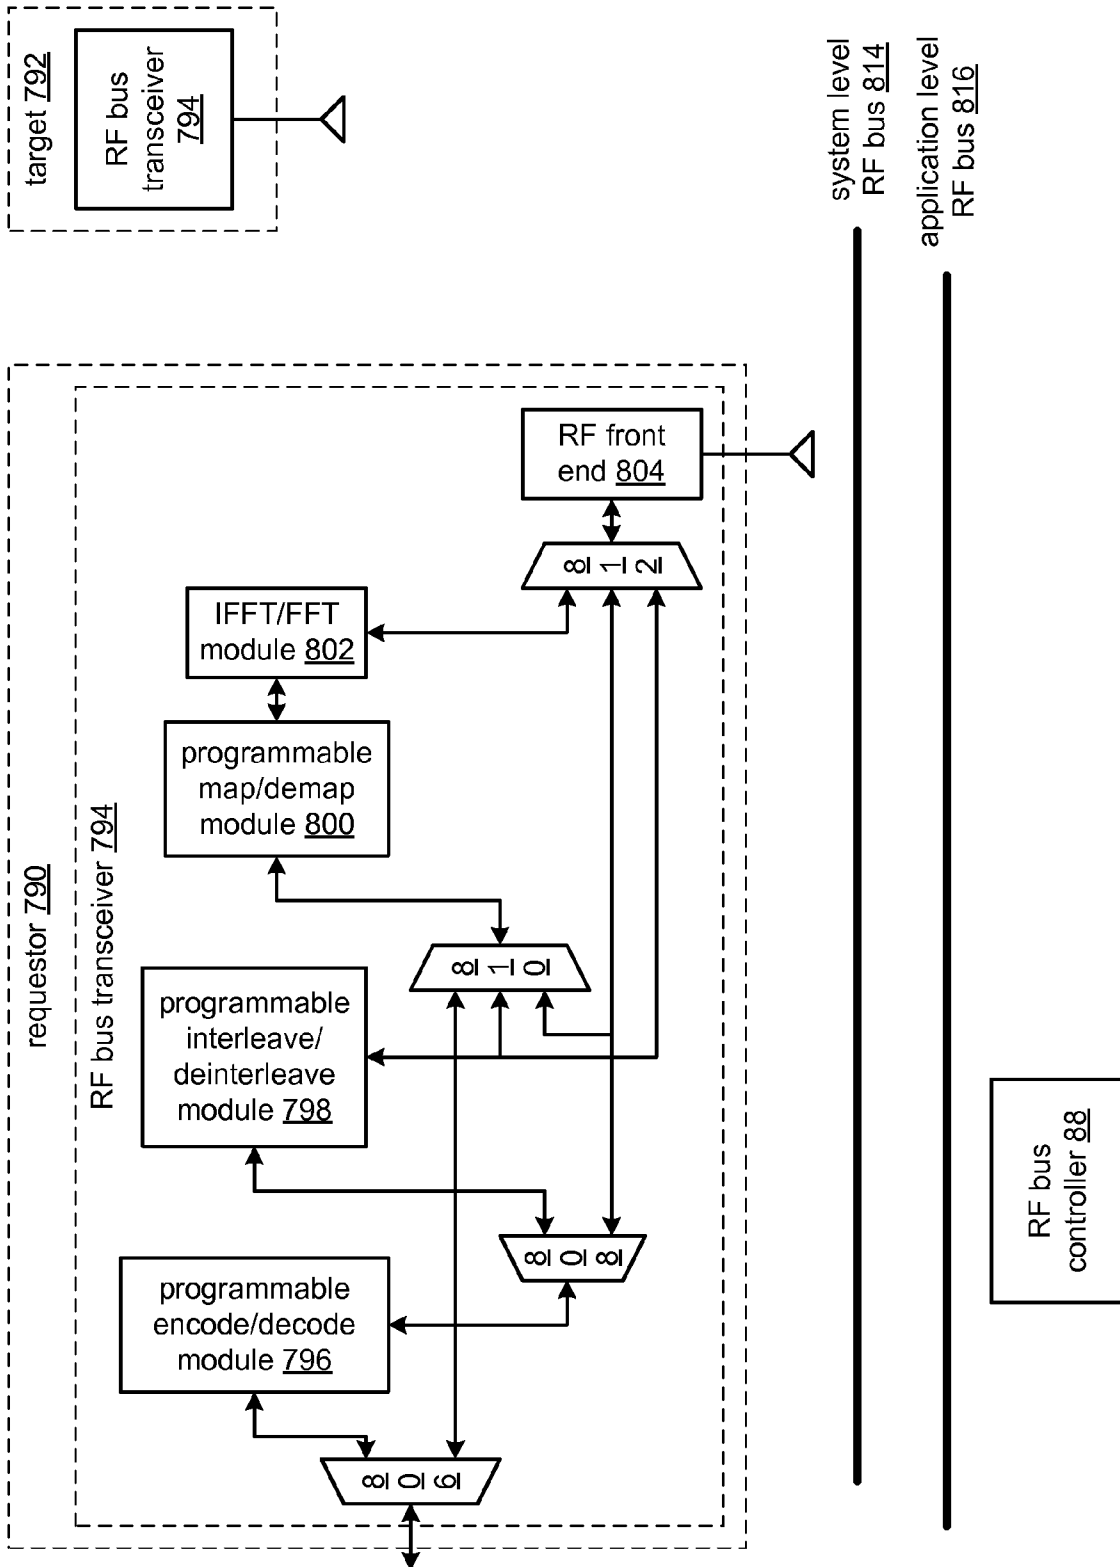 target 792
RF bus
transceiver
794
requestor 790
RF bus transceiver 794
programmable
encode/decode
module 796
programmable
interleave/
deinterleave
module 798
programmable
map/demap
module 800
IFFT/FFT
module 802
RF front
end 804
806
808
810
812
system level
RF bus 814
application level
RF bus 816
RF bus
controller 88